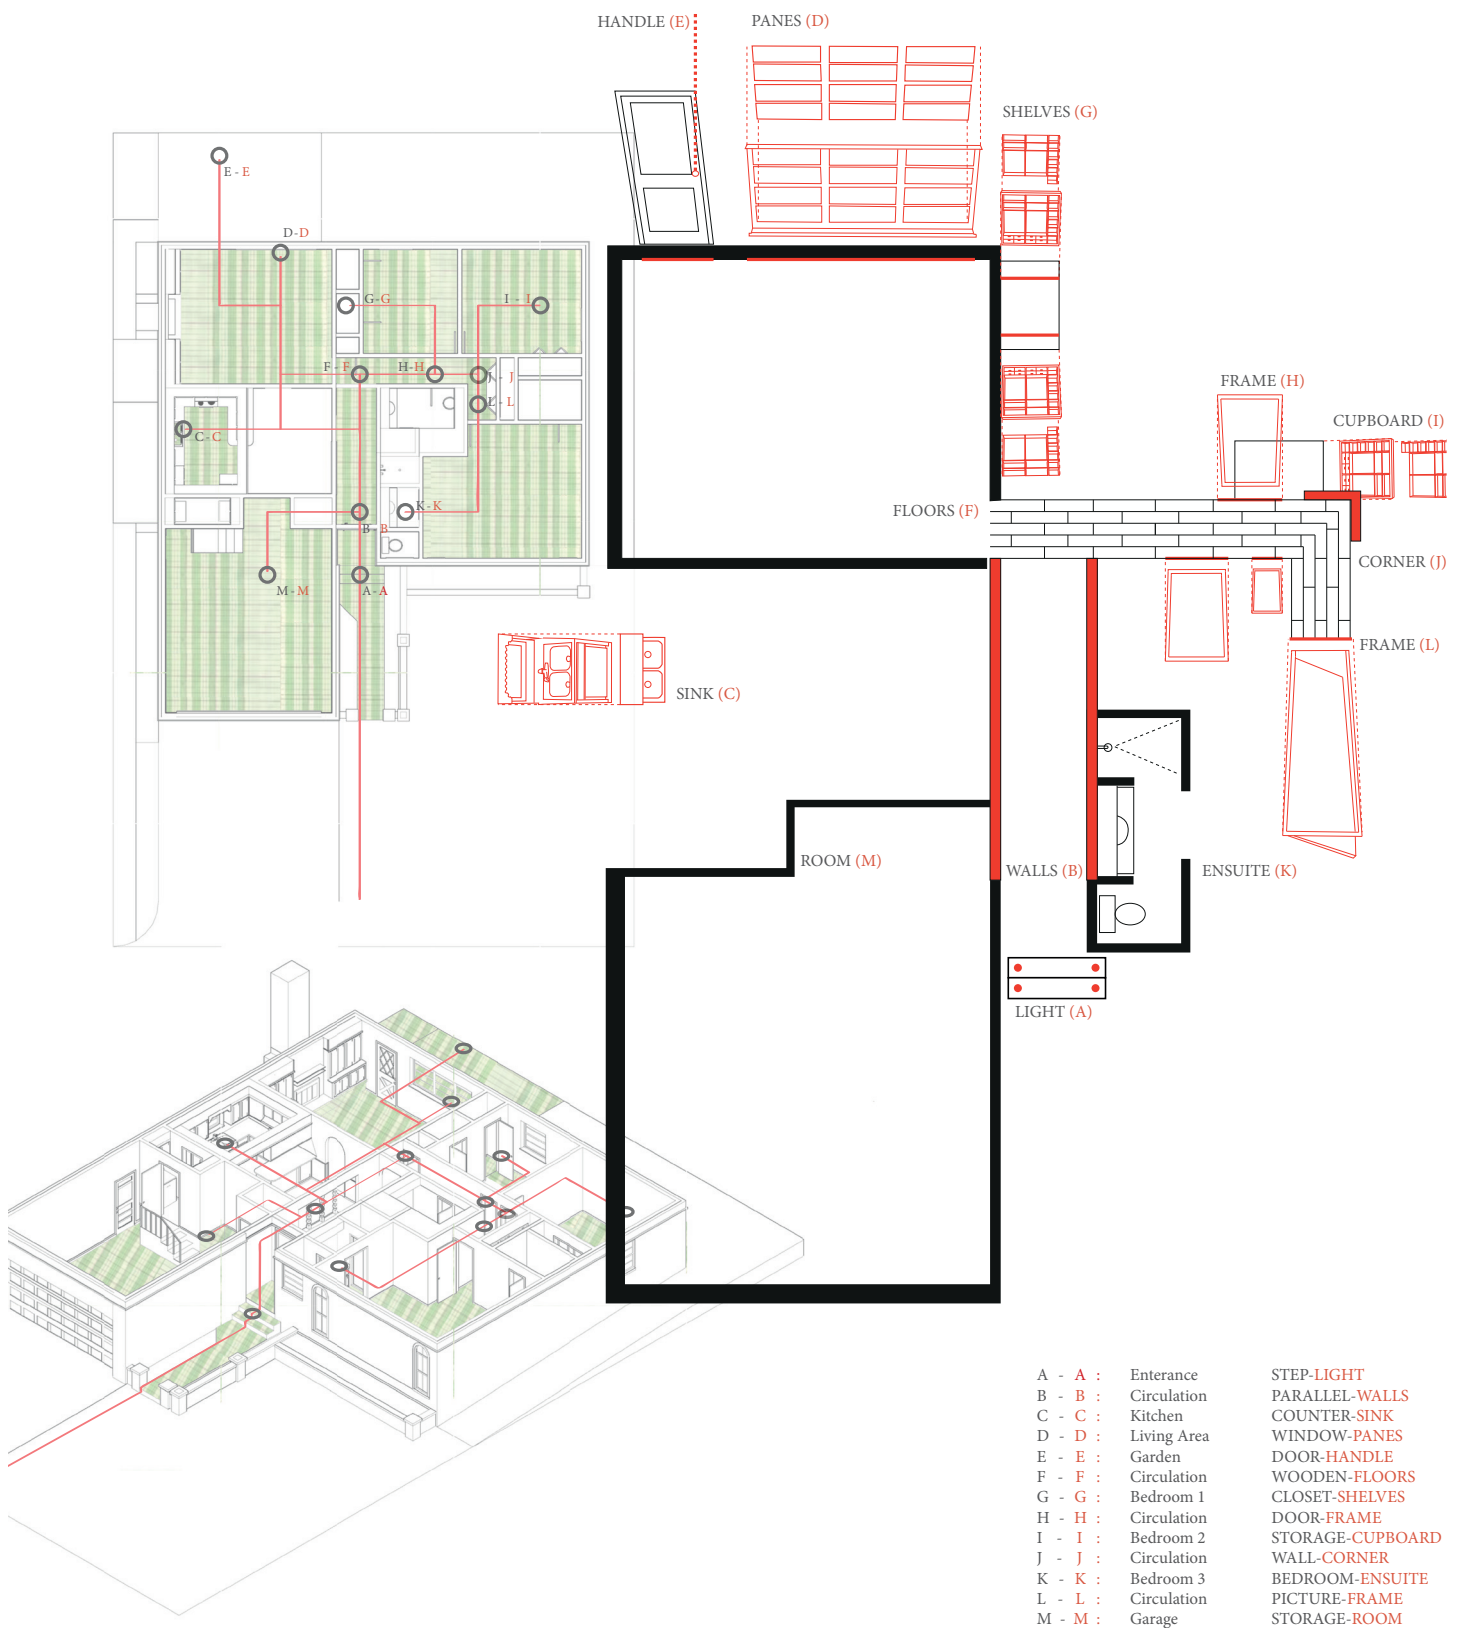 HANDLE (E)
PANES (D)
SHELVES (G)
E - E
D-D
G-G
I - I
F - F
H-H
J - J
L - L
C - C
K - K
B - B
M - M
A - A
FRAME (H)
CUPBOARD (I)
FLOORS (F)
CORNER (J)
FRAME (L)
SINK (C)
ROOM (M)
WALLS (B)
ENSUITE (K)
LIGHT (A)
A - A : Enterance STEP-LIGHT
B - B : Circulation PARALLEL-WALLS
C - C : Kitchen COUNTER-SINK
D - D : Living Area WINDOW-PANES
E - E : Garden DOOR-HANDLE
F - F : Circulation WOODEN-FLOORS
G - G : Bedroom 1 CLOSET-SHELVES
H - H : Circulation DOOR-FRAME
I - I : Bedroom 2 STORAGE-CUPBOARD
J - J : Circulation WALL-CORNER
K - K : Bedroom 3 BEDROOM-ENSUITE
L - L : Circulation PICTURE-FRAME
M - M : Garage STORAGE-ROOM